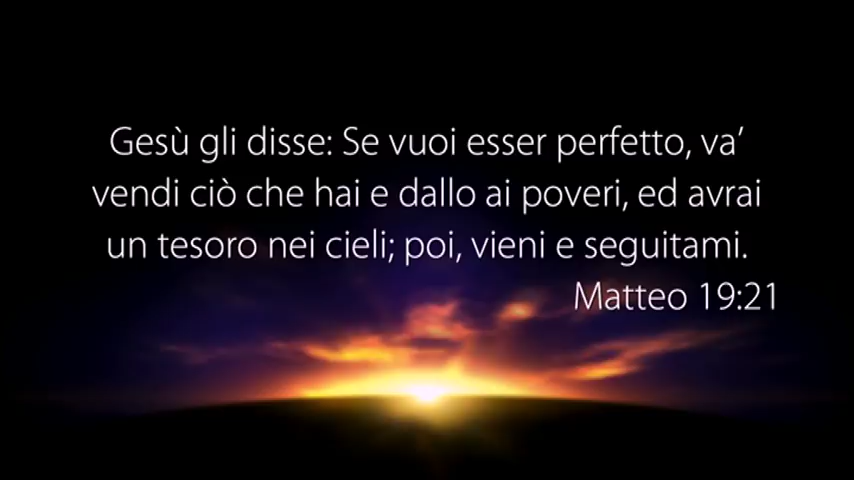 Gesù gli disse: Se vuoi esser perfetto, va’
vendi ciò che hai e dallo ai poveri, ed avrai
un tesoro nei cieli; poi, vieni e seguitami.
Matteo 19:21